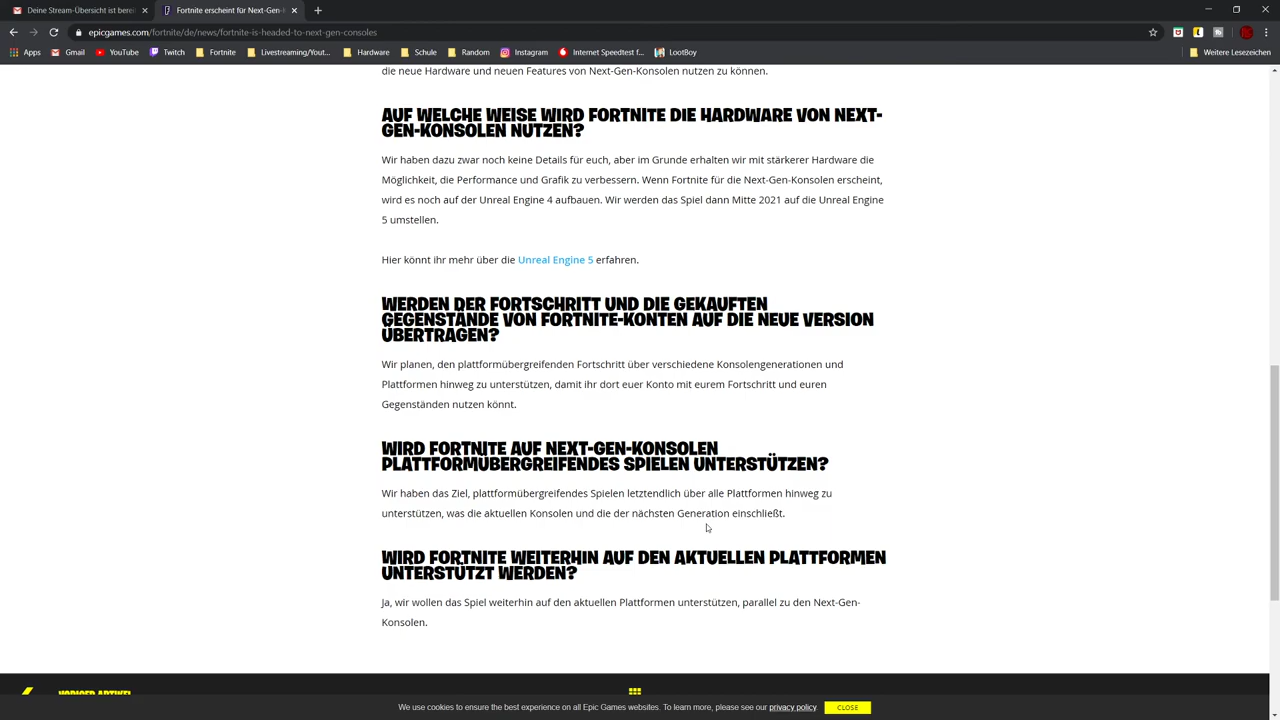 Deine Stream-Übersicht ist bereit
Fortnite erscheint für Next-Gen-
epicgames.com/fortnite/de/news/fortnite-is-headed-to-next-gen-consoles
Apps Gmail YouTube Twitch Fortnite Livestreaming/Yout... Hardware Schule Random Instagram Internet Speedtest f... LootBoy Weitere Lesezeichen
die neue Hardware und neuen Features von Next-Gen-Konsolen nutzen zu können.
AUF WELCHE WEISE WIRD FORTNITE DIE HARDWARE VON NEXT-
GEN-KONSOLEN NUTZEN?
Wir haben dazu zwar noch keine Details für euch, aber im Grunde erhalten wir mit stärkerer Hardware die
Möglichkeit, die Performance und Grafik zu verbessern. Wenn Fortnite für die Next-Gen-Konsolen erscheint,
wird es noch auf der Unreal Engine 4 aufbauen. Wir werden das Spiel dann Mitte 2021 auf die Unreal Engine
5 umstellen.
Hier könnt ihr mehr über die Unreal Engine 5 erfahren.
WERDEN DER FORTSCHRITT UND DIE GEKAUFTEN
GEGENSTÄNDE VON FORTNITE-KONTEN AUF DIE NEUE VERSION
ÜBERTRAGEN?
Wir planen, den plattformübergreifenden Fortschritt über verschiedene Konsolengenerationen und
Plattformen hinweg zu unterstützen, damit ihr dort euer Konto mit eurem Fortschritt und euren
Gegenständen nutzen könnt.
WIRD FORTNITE AUF NEXT-GEN-KONSOLEN
PLATTFORMÜBERGREIFENDES SPIELEN UNTERSTÜTZEN?
Wir haben das Ziel, plattformübergreifendes Spielen letztendlich über alle Plattformen hinweg zu
unterstützen, was die aktuellen Konsolen und die der nächsten Generation einschließt.
WIRD FORTNITE WEITERHIN AUF DEN AKTUELLEN PLATTFORMEN
UNTERSTÜTZT WERDEN?
Ja, wir wollen das Spiel weiterhin auf den aktuellen Plattformen unterstützen, parallel zu den Next-Gen-
Konsolen.
VORIGER ARTIKEL
We use cookies to ensure the best experience on all Epic Games websites. To learn more, please see our privacy policy. CLOSE